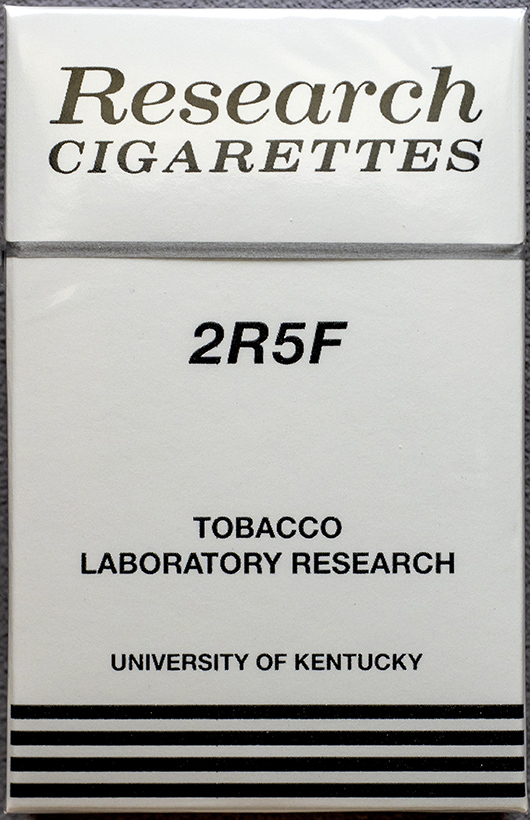 Research
CIGARETTES
2R5F
TOBACCO
LABORATORY RESEARCH
UNIVERSITY OF KENTUCKY